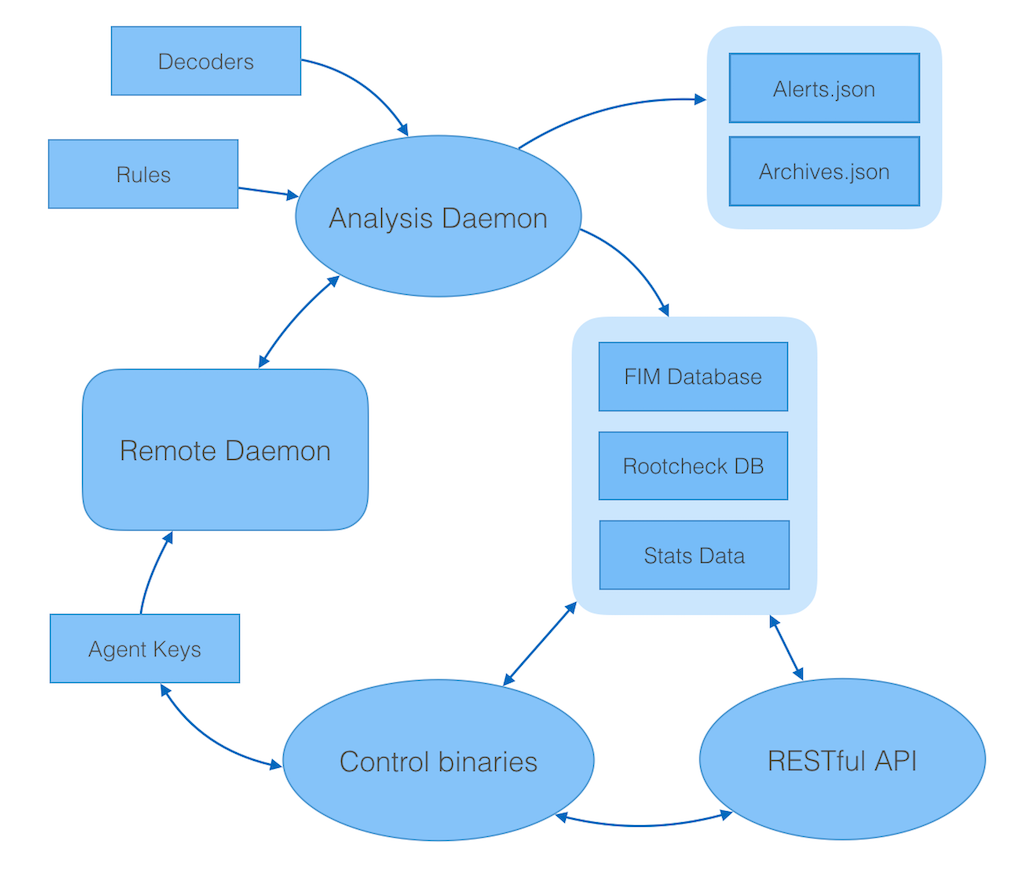 Decoders
Alerts.json
Rules
Archives.json
Analysis Daemon
FIM Database
Remote Daemon
Rootcheck DB
Stats Data
Agent Keys
Control binaries
RESTful API